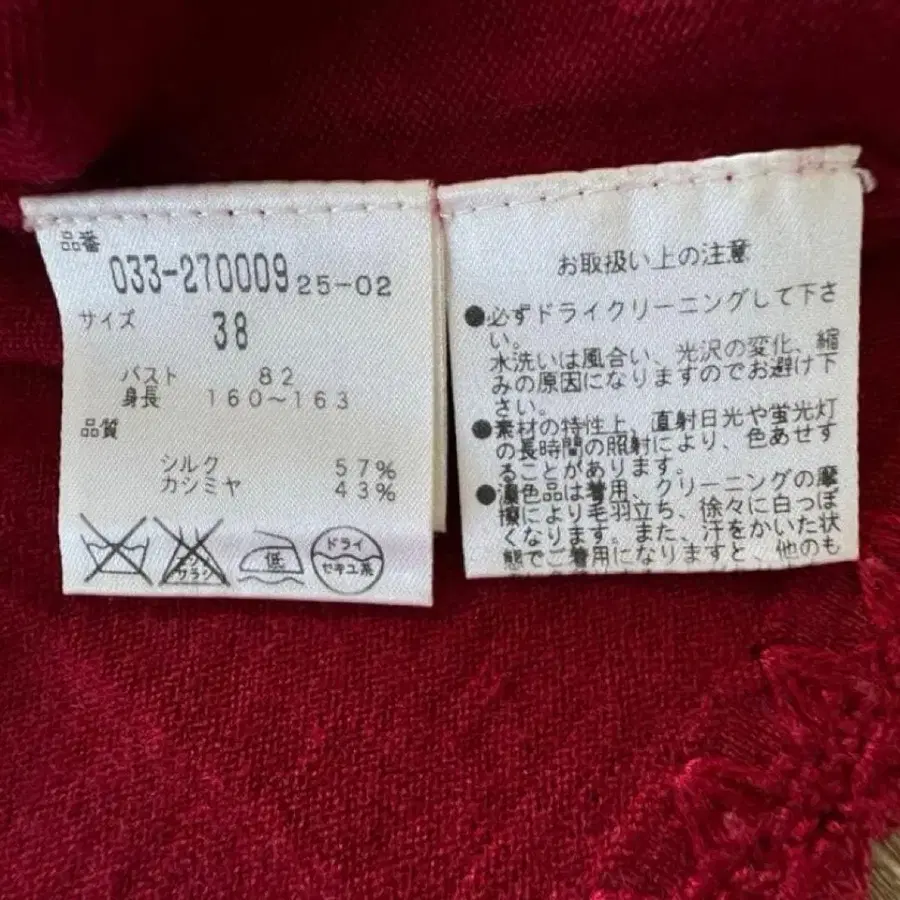 品番
033-270009 25-02
サイズ
38
バスト 82
身長 160～163
品質
シルク 57%
カシミヤ 43%
エンソ
サラシ
低
ドライ
セキユ系
お取扱い上の注意
●必ずドライクリーニングして下さ
い。
水洗いは風合い、光沢の変化、縮
みの原因になりますのでお避け下
さい。
●素材の特性上、直射日光や蛍光灯
の長時間の照射により、色あせす
ることがあります。
●濃色品は着用、クリーニングの摩
擦により毛羽立ち、徐々に白っぽ
くなります。また、汗をかいた状
態でご着用になりますと、他のも